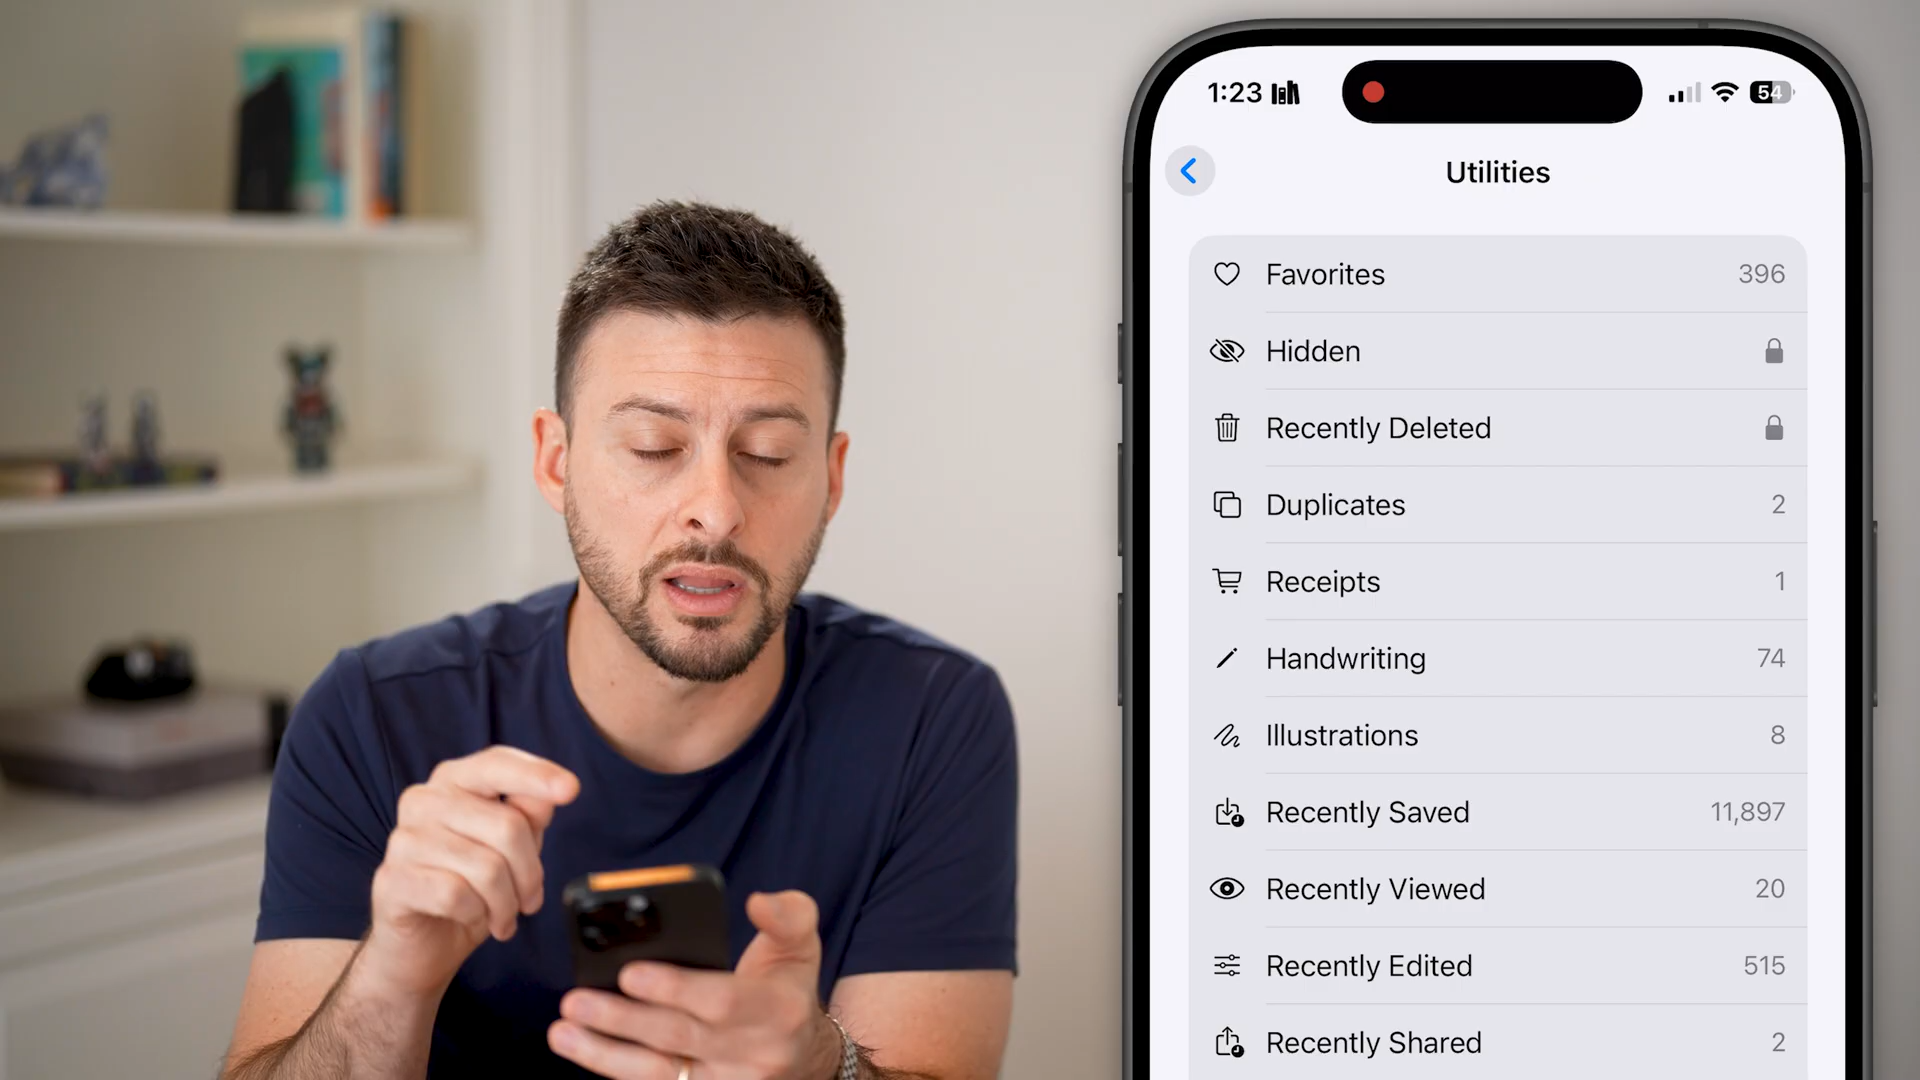 1:23
54
Utilities
Favorites 396
Hidden
Recently Deleted
Duplicates 2
Receipts 1
Handwriting 74
Illustrations 8
Recently Saved 11,897
Recently Viewed 20
Recently Edited 515
Recently Shared 2